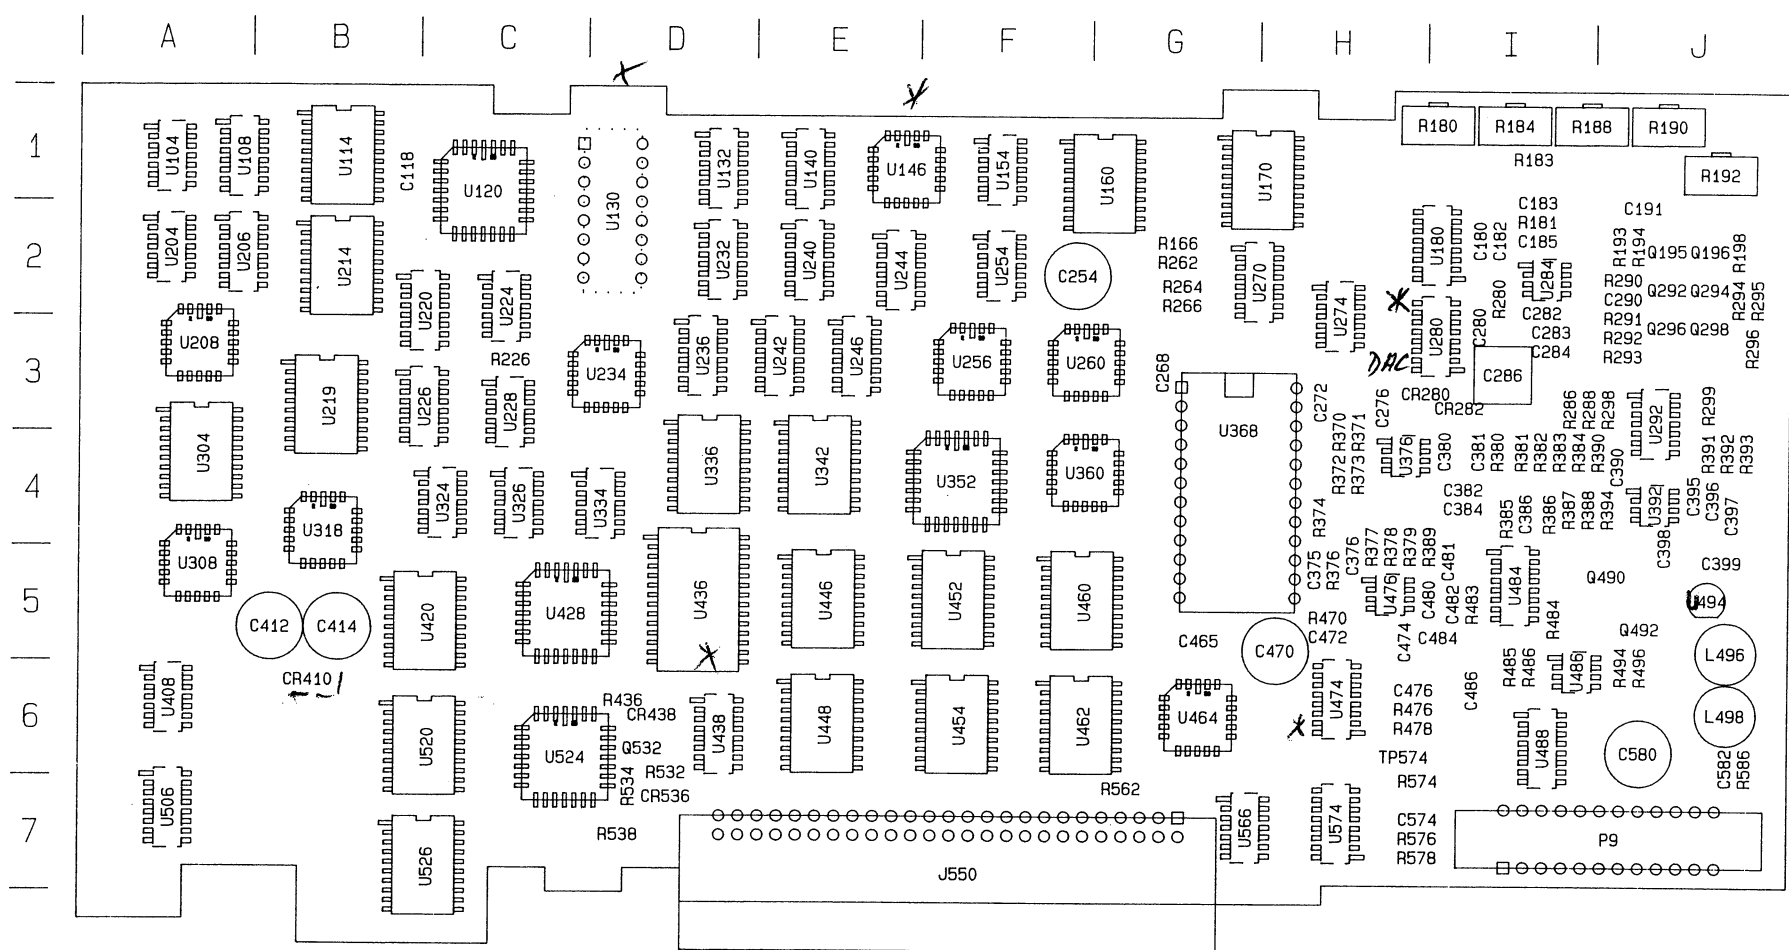 A B C D E F G H I J
1
U104 U108 U114 C118 U120 U130 U132 U140 U146 U154 U160 U170 R180 R184 R188 R190
R183
R192
2
U204 U206 U214 U220 U224 U232 U240 U244 U254 C254
R166
R262
R264
R266
U270 U274 U180 C180 C182
C183
R181
C185
U284
C191
R193 R194 Q195 Q196 R198
R290
C290
R291
R292
R293
Q292 Q294 R294 R295
Q296 Q298 R296
R280
C282
C283
C284
3
U208 U219 U226 R226 U228 U234 U236 U242 U246 U256 U260 C268 C272 DAC U280 C280 C286
C276 CR280
CR282
R286 R288 R298 U292 R299
4
U304 U318 U324 U326 U334 U336 U342 U352 U360 U368
R370 R371
R372 R373
U376 C380 C381 R380 R381 R382 R383 R384 R390 C390 R391 R392 R393
C382
C384
R374 R385 C386 R386 R387 R388 R394 U392 C395 C396 C397
5
U308 C412 C414 U420 U428 U436 U446 U452 U460
C375 R376 C376 R377 R378 R379 R389 C481
U476 C480 C482 R483 U484 R484 Q490 C398 C399
U494
R470
C472
C465 C470 C474 C484 Q492 L496
6
U408 CR410 U520 U524
R436
CR438
Q532
R532
R534
CR536
U438 U448 U454 U462 U464 U474
C476
R476
R478
C486 R485 R486 U486 R494 R496 L498
TP574
R574
U488 C580 C582 R586
7
U506 U526 R538 R562 J550 U566 U574
C574
R576
R578
P9